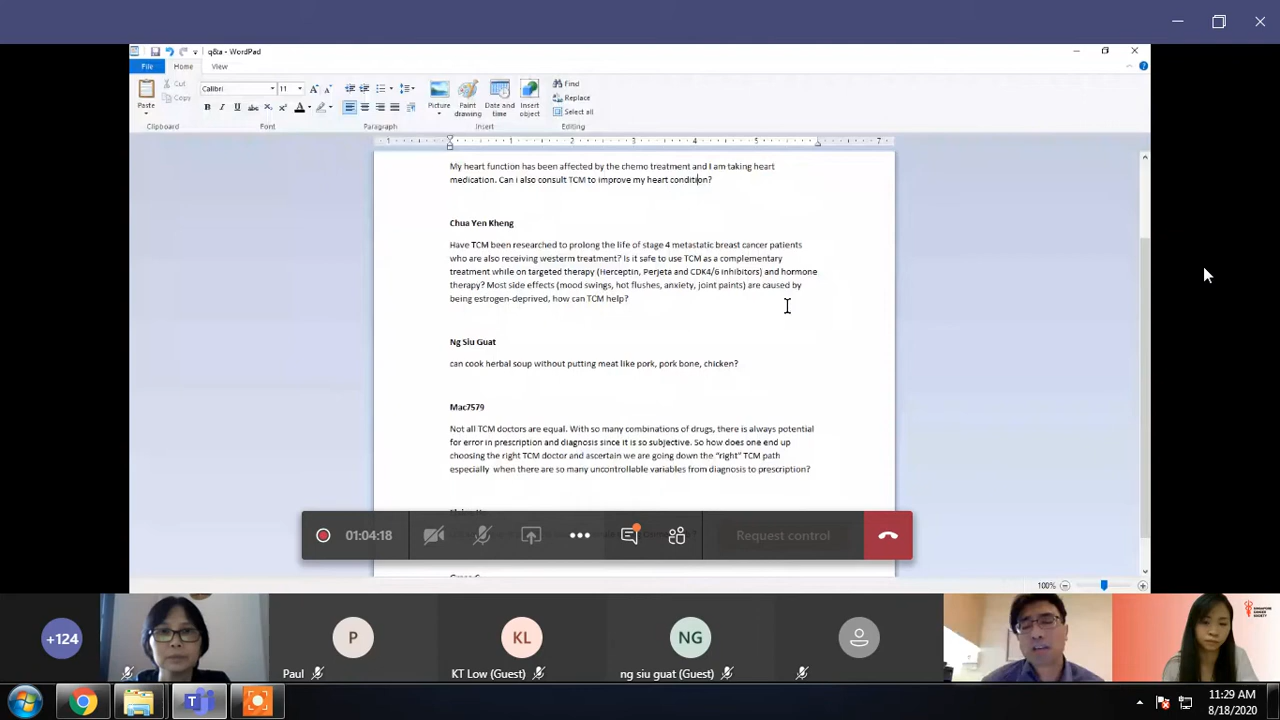 q&a - WordPad
File Home View
Cut
Copy
Paste
Calibri 11
Find
Replace
Select all
Picture
Paint drawing
Date and time
Insert object
Clipboard Font Paragraph Insert Editing
1 1 2 3 4 5 7
My heart function has been affected by the chemo treatment and I am taking heart
medication. Can i also consult TCM to improve my heart condition?
Chua Yen Kheng
Have TCM been researched to prolong the life of stage 4 metastatic breast cancer patients
who are also receiving westerm treatment? Is it safe to use TCM as a complementary
treatment while on targeted therapy (Herceptin, Perjeta and CDK4/6 inhibitors) and hormone
therapy? Most side effects (mood swings, hot flushes, anxiety, joint paints) are caused by
being estrogen-deprived, how can TCM help?
Ng Siu Guat
can cook herbal soup without putting meat like pork, pork bone, chicken?
Mac7579
Not all TCM doctors are equal. With so many combinations of drugs, there is always potential
for error in prescription and diagnosis since it is so subjective. So how does one end up
choosing the right TCM doctor and ascertain we are going down the “right” TCM path
especially when there are so many uncontrollable variables from diagnosis to prescription?
01:04:18
Request control
100%
+124
P
KL
NG
Paul
KT Low (Guest)
ng siu guat (Guest)
SINGAPORE
CANCER
SOCIETY
11:29 AM
8/18/2020